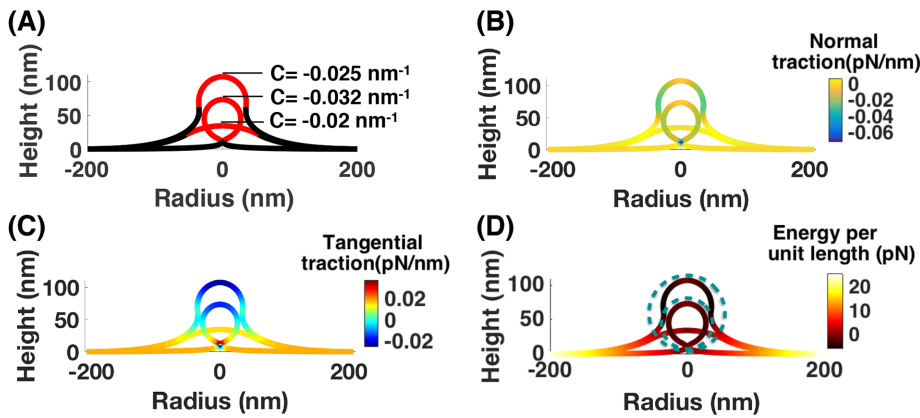 (A)
C= -0.025 nm⁻¹
C= -0.032 nm⁻¹
C= -0.02 nm⁻¹
Height (nm)
100
50
0
-200
0
200
Radius (nm)
(B)
Normal
traction(pN/nm)
0
-0.02
-0.04
-0.06
Height (nm)
100
50
0
-200
0
200
Radius (nm)
(C)
Tangential
traction(pN/nm)
0.02
0
-0.02
Height (nm)
100
50
0
-200
0
200
Radius (nm)
(D)
Energy per
unit length (pN)
20
10
0
Height (nm)
100
50
0
-200
0
200
Radius (nm)